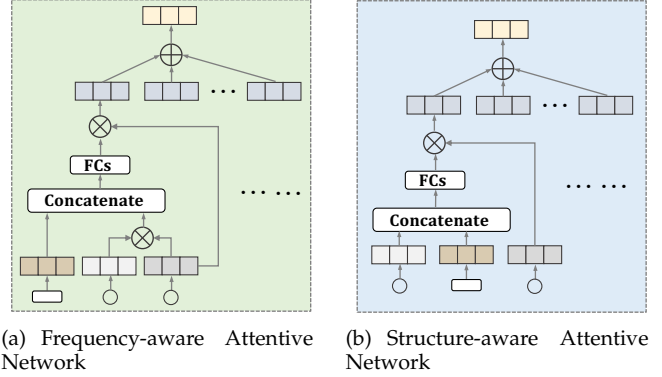 FCs
Concatenate
FCs
Concatenate
(a) Frequency-aware Attentive
Network
(b) Structure-aware Attentive
Network